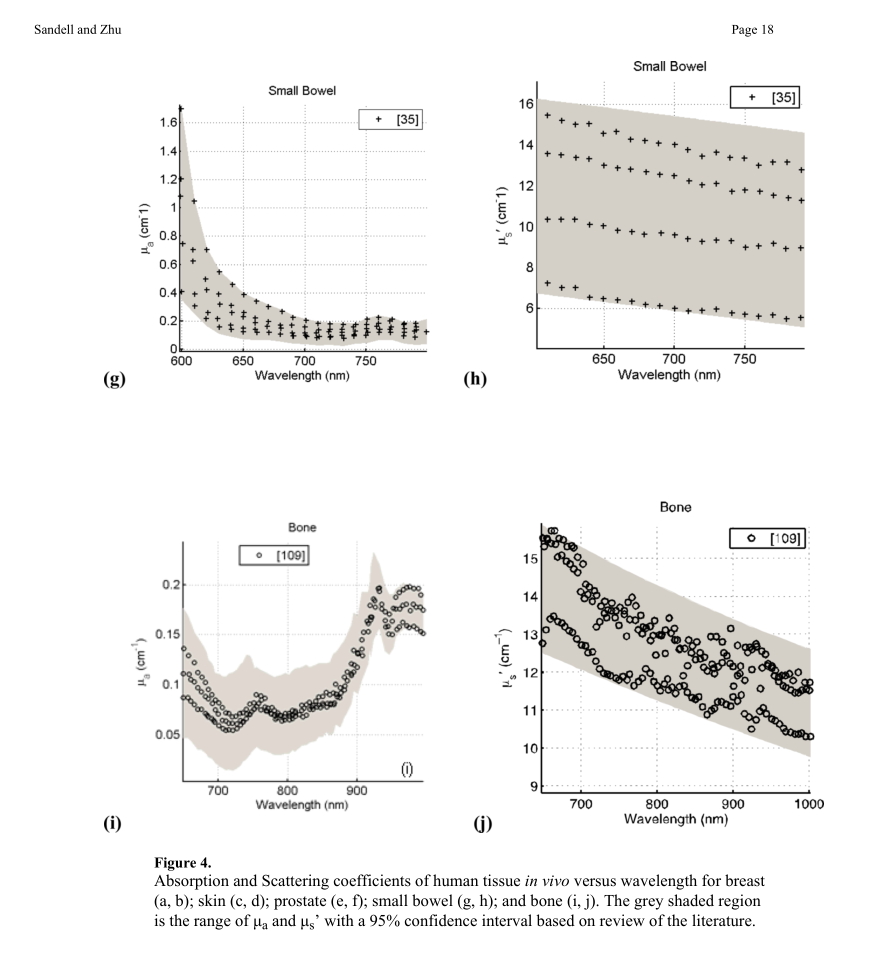 Sandell and Zhu Page 18
Small Bowel
[35]
1.6
1.4
1.2
1
0.8
0.6
0.4
0.2
0
μa (cm-1)
600 650 700 750
Wavelength (nm)
(g)
Small Bowel
[35]
16
14
12
10
8
6
μs' (cm-1)
650 700 750
Wavelength (nm)
(h)
Bone
[109]
0.2
0.15
0.1
0.05
μa (cm-1)
(i)
700 800 900
Wavelength (nm)
(i)
Bone
[109]
15
14
13
12
11
10
9
μs' (cm-1)
700 800 900 1000
Wavelength (nm)
(j)
Figure 4.
Absorption and Scattering coefficients of human tissue in vivo versus wavelength for breast
(a, b); skin (c, d); prostate (e, f); small bowel (g, h); and bone (i, j). The grey shaded region
is the range of μa and μs’ with a 95% confidence interval based on review of the literature.